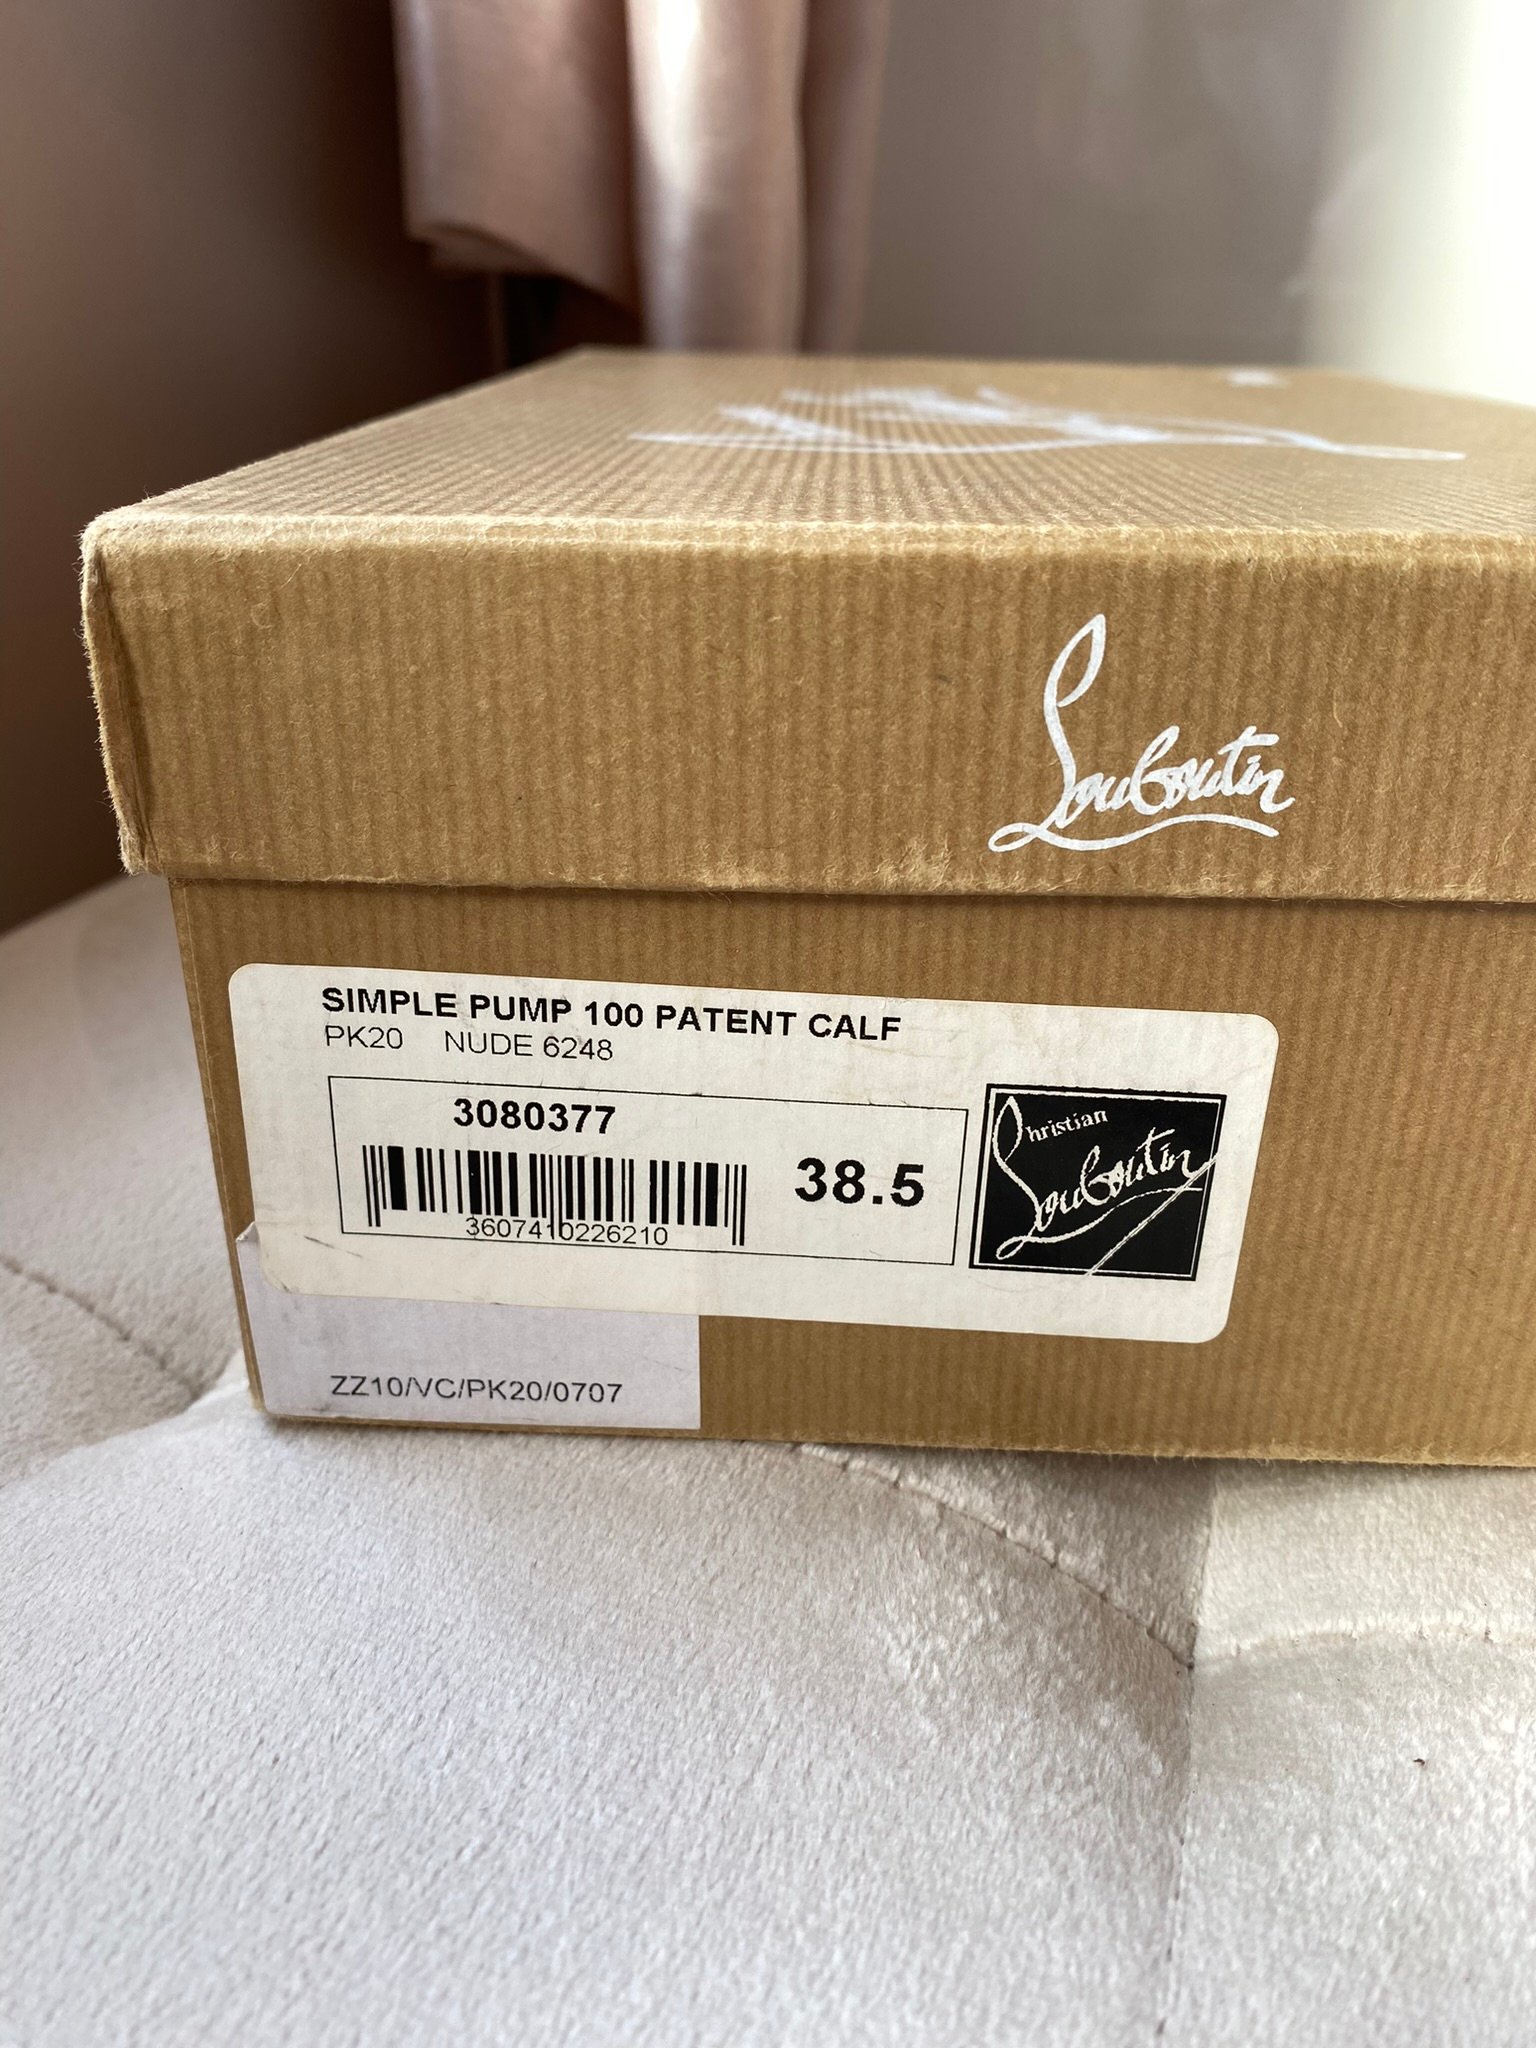 Louboutin
SIMPLE PUMP 100 PATENT CALF
PK20 NUDE 6248
3080377
38.5
3607410226210
Christian
Louboutin
ZZ10/VC/PK20/0707